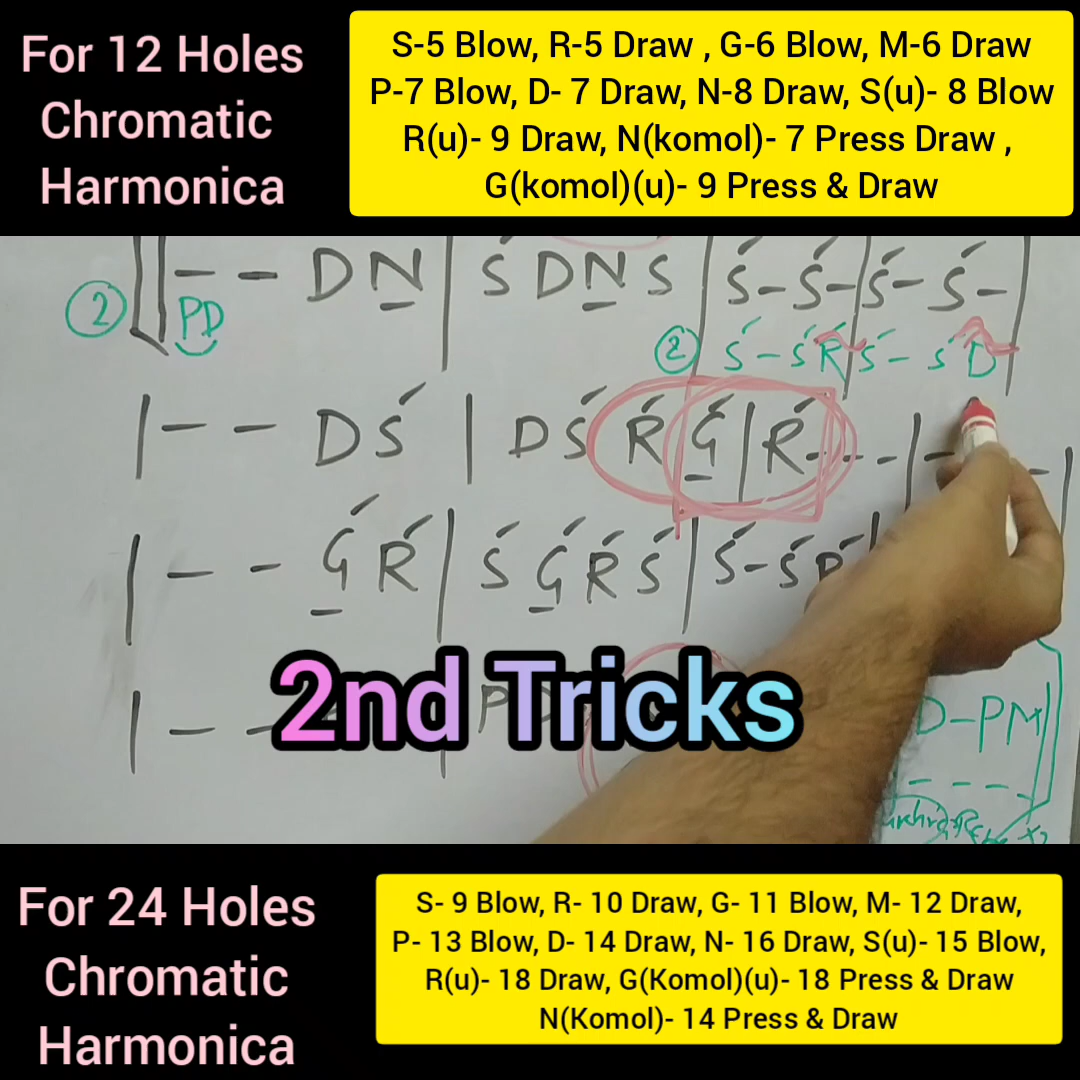 For 12 Holes
Chromatic
Harmonica
S-5 Blow, R-5 Draw , G-6 Blow, M-6 Draw
P-7 Blow, D- 7 Draw, N-8 Draw, S(u)- 8 Blow
R(u)- 9 Draw, N(komol)- 7 Press Draw ,
G(komol)(u)- 9 Press & Draw
|| - - D N̲ | Ś D N̲ Ś | Ś - Ś - | Ś - Ś - |
② PD
② Ś - Ś Ŕ Ś - Ś D
| - - D Ś | D Ś Ŕ Ǵ̲ | Ŕ - - - | -
| - - Ǵ̲ Ŕ | Ś Ǵ̲ Ŕ Ś | Ś - Ś Ŕ |
2nd Tricks
| - - P D
D - P M
- - - -
For 24 Holes
Chromatic
Harmonica
S- 9 Blow, R- 10 Draw, G- 11 Blow, M- 12 Draw,
P- 13 Blow, D- 14 Draw, N- 16 Draw, S(u)- 15 Blow,
R(u)- 18 Draw, G(Komol)(u)- 18 Press & Draw
N(Komol)- 14 Press & Draw